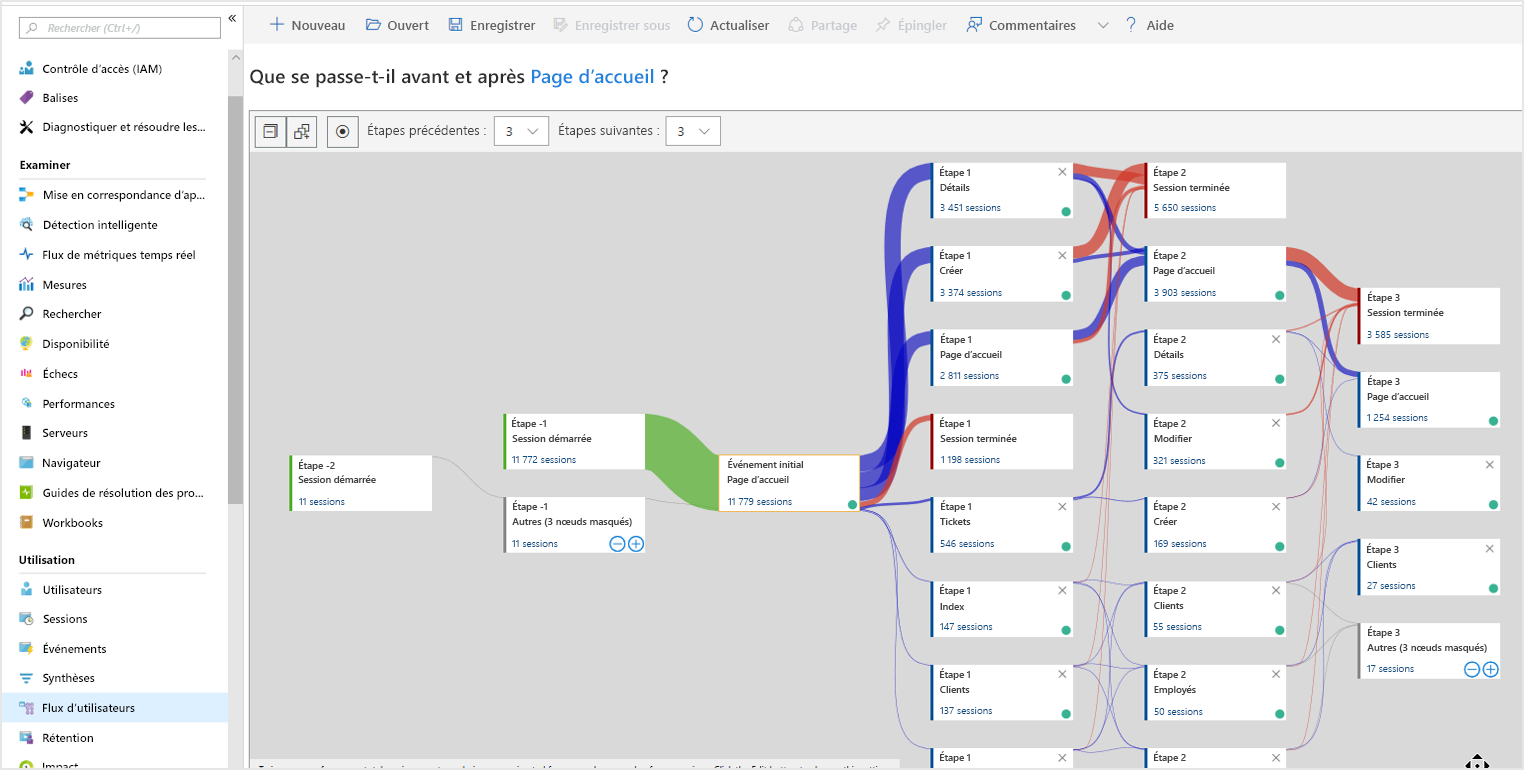 Rechercher (Ctrl+/)
«
Contrôle d'accès (IAM)
Balises
Diagnostiquer et résoudre les...
Examiner
Mise en correspondance d'ap...
Détection intelligente
Flux de métriques temps réel
Mesures
Rechercher
Disponibilité
Échecs
Performances
Serveurs
Navigateur
Guides de résolution des pro...
Workbooks
Utilisation
Utilisateurs
Sessions
Événements
Synthèses
Flux d'utilisateurs
Rétention
Impact
Nouveau Ouvert Enregistrer Enregistrer sous Actualiser Partage Épingler Commentaires ? Aide
Que se passe-t-il avant et après Page d'accueil ?
Étapes précédentes : 3 Étapes suivantes : 3
Étape -2
Session démarrée
11 sessions
Étape -1
Session démarrée
11 772 sessions
Étape -1
Autres (3 nœuds masqués)
11 sessions
Événement initial
Page d'accueil
11 779 sessions
Étape 1
Détails
3 451 sessions
Étape 1
Créer
3 374 sessions
Étape 1
Page d'accueil
2 811 sessions
Étape 1
Session terminée
1 198 sessions
Étape 1
Tickets
546 sessions
Étape 1
Index
147 sessions
Étape 1
Clients
137 sessions
Étape 1
Étape 2
Session terminée
5 650 sessions
Étape 2
Page d'accueil
3 903 sessions
Étape 2
Détails
375 sessions
Étape 2
Modifier
321 sessions
Étape 2
Créer
169 sessions
Étape 2
Clients
55 sessions
Étape 2
Employés
50 sessions
Étape 2
Étape 3
Session terminée
3 585 sessions
Étape 3
Page d'accueil
1 254 sessions
Étape 3
Modifier
42 sessions
Étape 3
Clients
27 sessions
Étape 3
Autres (3 nœuds masqués)
17 sessions